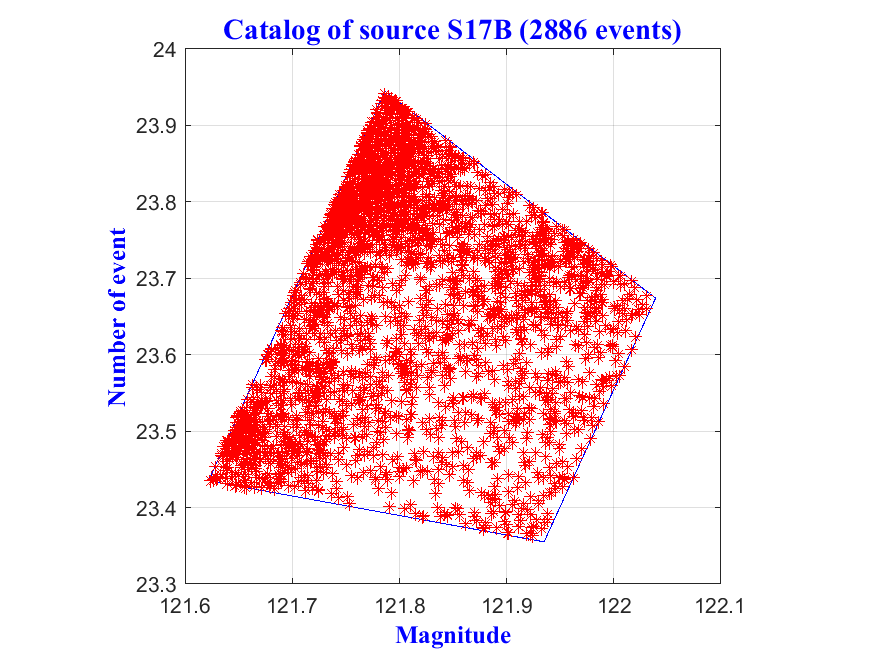 Catalog of source S17B (2886 events)
24
23.9
23.8
23.7
23.6
23.5
23.4
23.3
Number of event
121.6 121.7 121.8 121.9 122 122.1
Magnitude